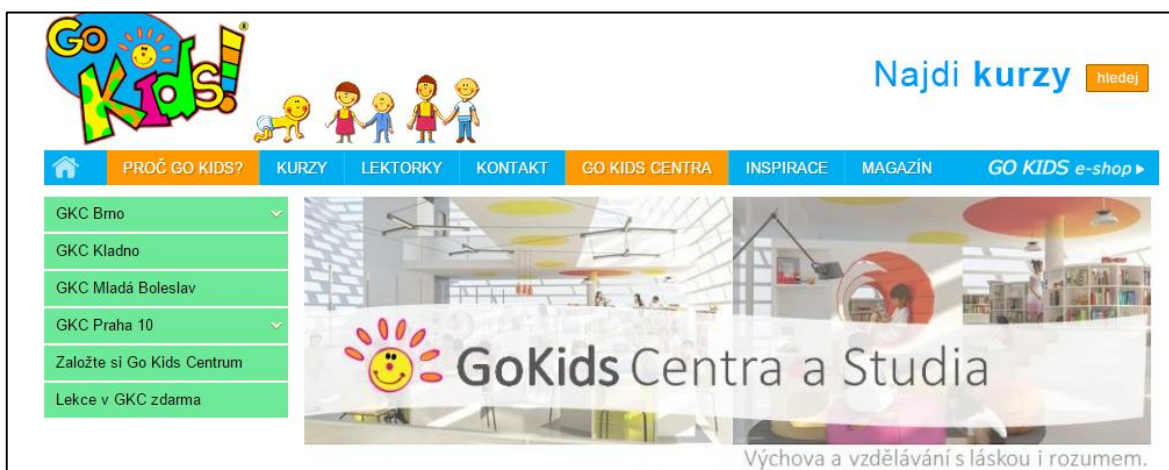 Go
Kids!
Najdi kurzy hledej
PROČ GO KIDS? KURZY LEKTORKY KONTAKT GO KIDS CENTRA INSPIRACE MAGAZÍN GO KIDS e-shop
GKC Brno
GKC Kladno
GKC Mladá Boleslav
GKC Praha 10
Založte si Go Kids Centrum
Lekce v GKC zdarma
GoKids Centra a Studia
Výchova a vzdělávání s láskou i rozumem.